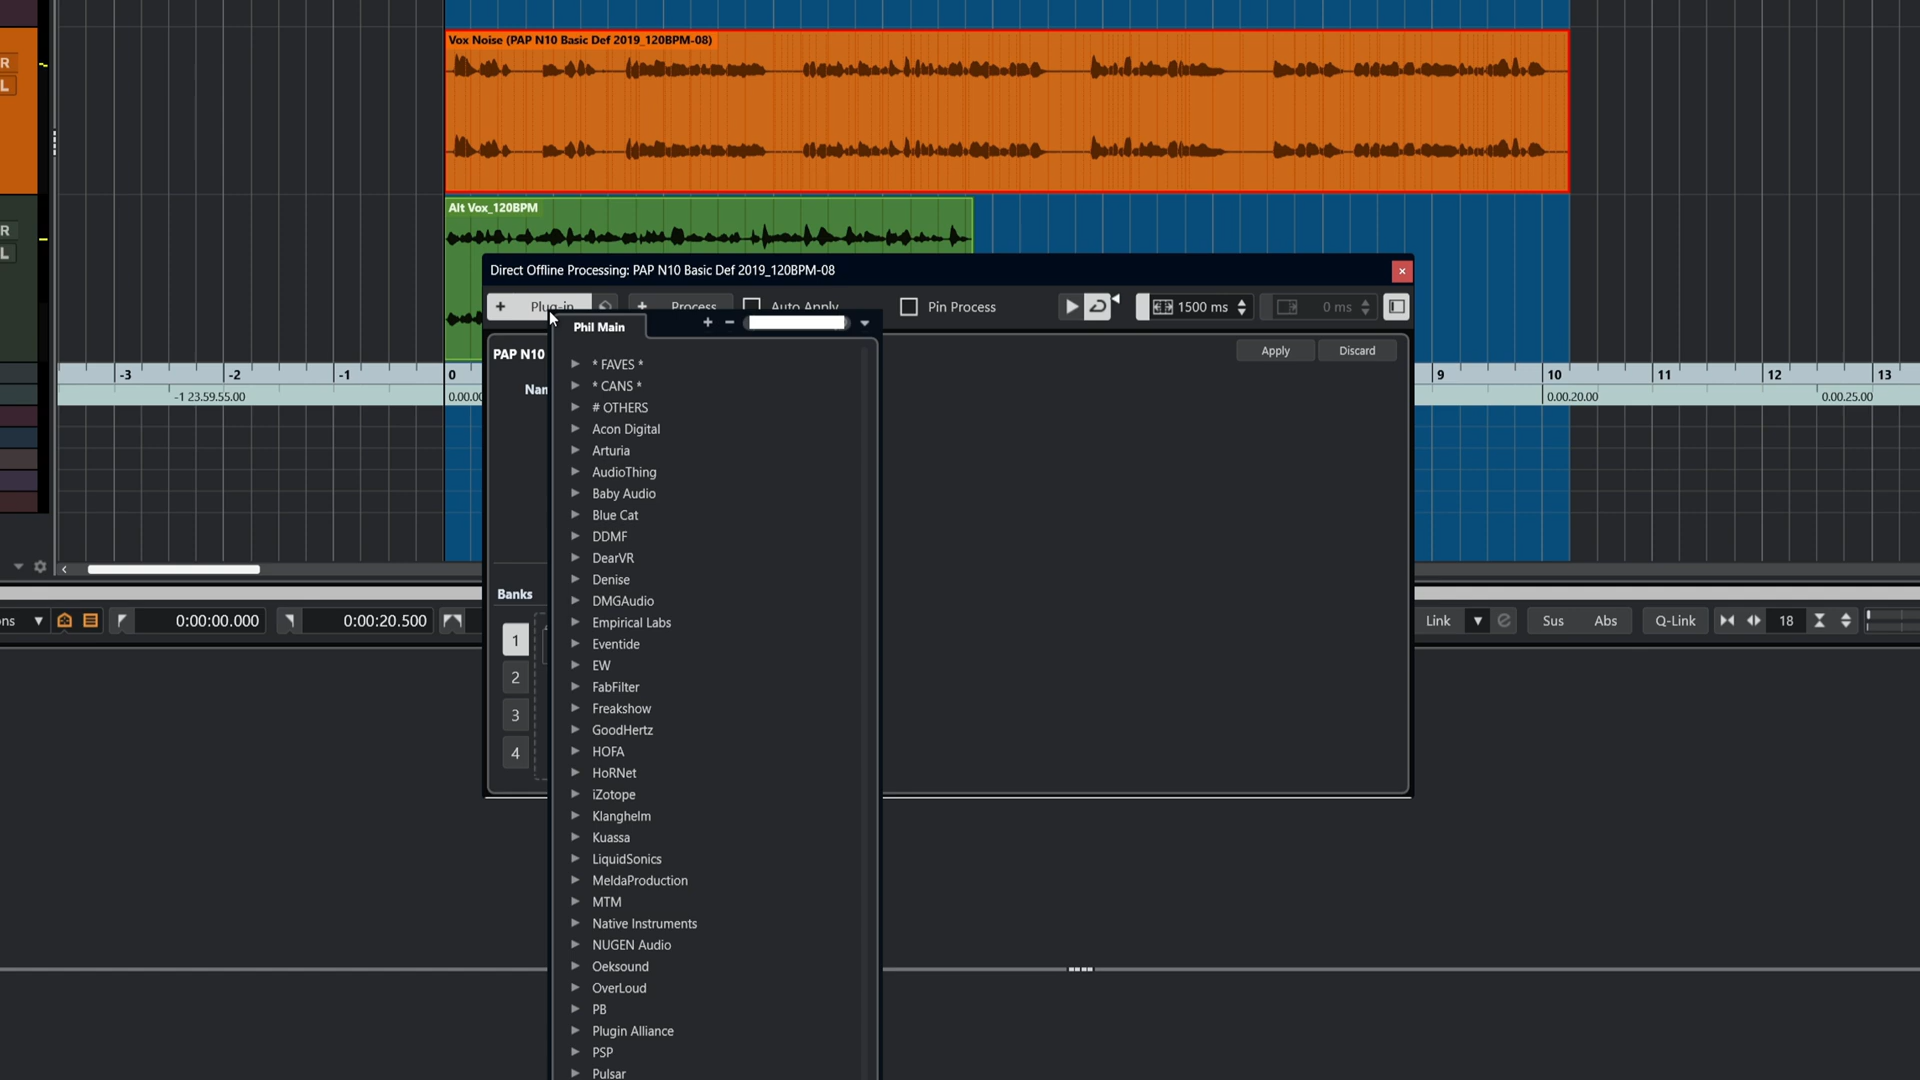 Vox Noise (PAP N10 Basic Def 2019_120BPM-08)
R
L
Alt Vox_120BPM
R
L
Direct Offline Processing: PAP N10 Basic Def 2019_120BPM-08
×
+ Plug-in + Process Auto Apply Pin Process 1500 ms 0 ms
Phil Main + −
PAP N10
Apply Discard
* FAVES *
* CANS *
# OTHERS
Acon Digital
Arturia
AudioThing
Baby Audio
Blue Cat
DDMF
DearVR
Denise
DMGAudio
Empirical Labs
Eventide
EW
FabFilter
Freakshow
GoodHertz
HOFA
HoRNet
iZotope
Klanghelm
Kuassa
LiquidSonics
MeldaProduction
MTM
Native Instruments
NUGEN Audio
Oeksound
OverLoud
PB
Plugin Alliance
PSP
Pulsar
-3 -2 -1 0 9 10 11 12 13
-1 23.59.55.00 0.00.0 0.00.20.00 0.00.25.00
Nan
Banks
1
2
3
4
ns 0:00:00.000 0:00:20.500 Link Sus Abs Q-Link 18